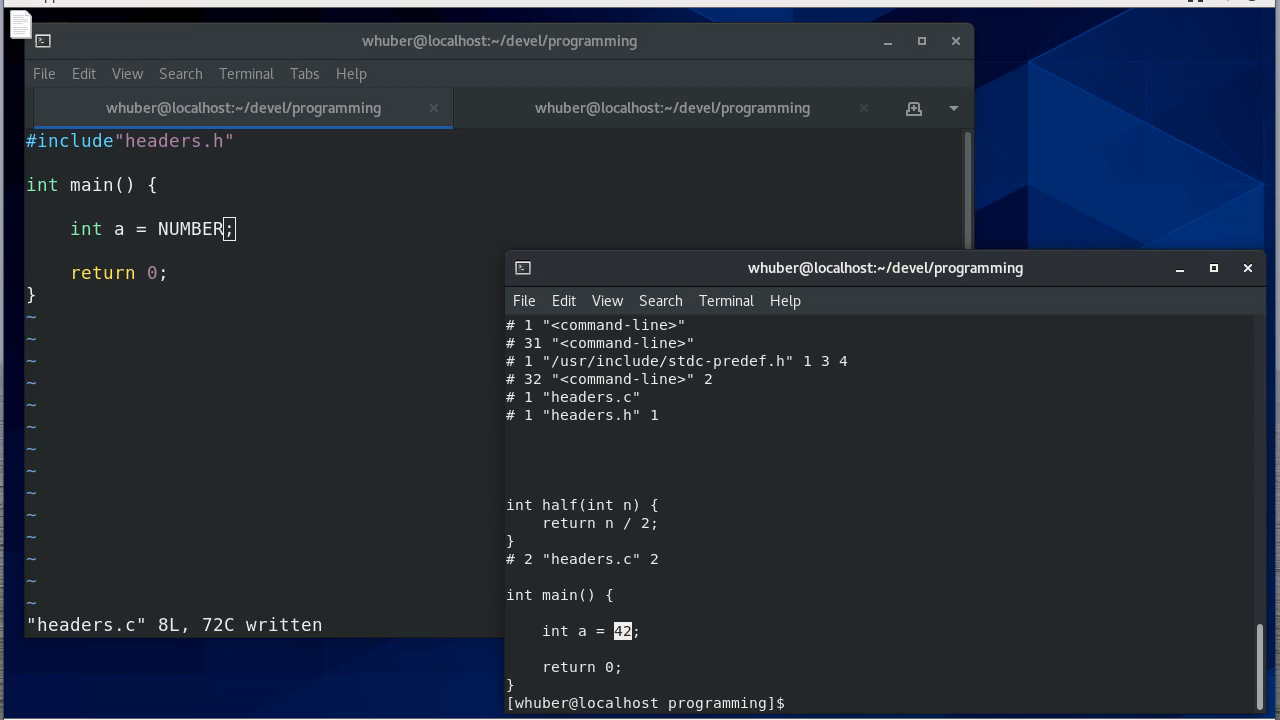 whuber@localhost:~/devel/programming
File Edit View Search Terminal Tabs Help
whuber@localhost:~/devel/programming
whuber@localhost:~/devel/programming
#include"headers.h"
int main() {
    int a = NUMBER;
    return 0;
}
~
~
~
~
~
~
~
~
~
~
~
~
~
~
"headers.c" 8L, 72C written
whuber@localhost:~/devel/programming
File Edit View Search Terminal Help
# 1 "<command-line>"
# 31 "<command-line>"
# 1 "/usr/include/stdc-predef.h" 1 3 4
# 32 "<command-line>" 2
# 1 "headers.c"
# 1 "headers.h" 1
int half(int n) {
    return n / 2;
}
# 2 "headers.c" 2
int main() {
    int a = 42;
    return 0;
}
[whuber@localhost programming]$